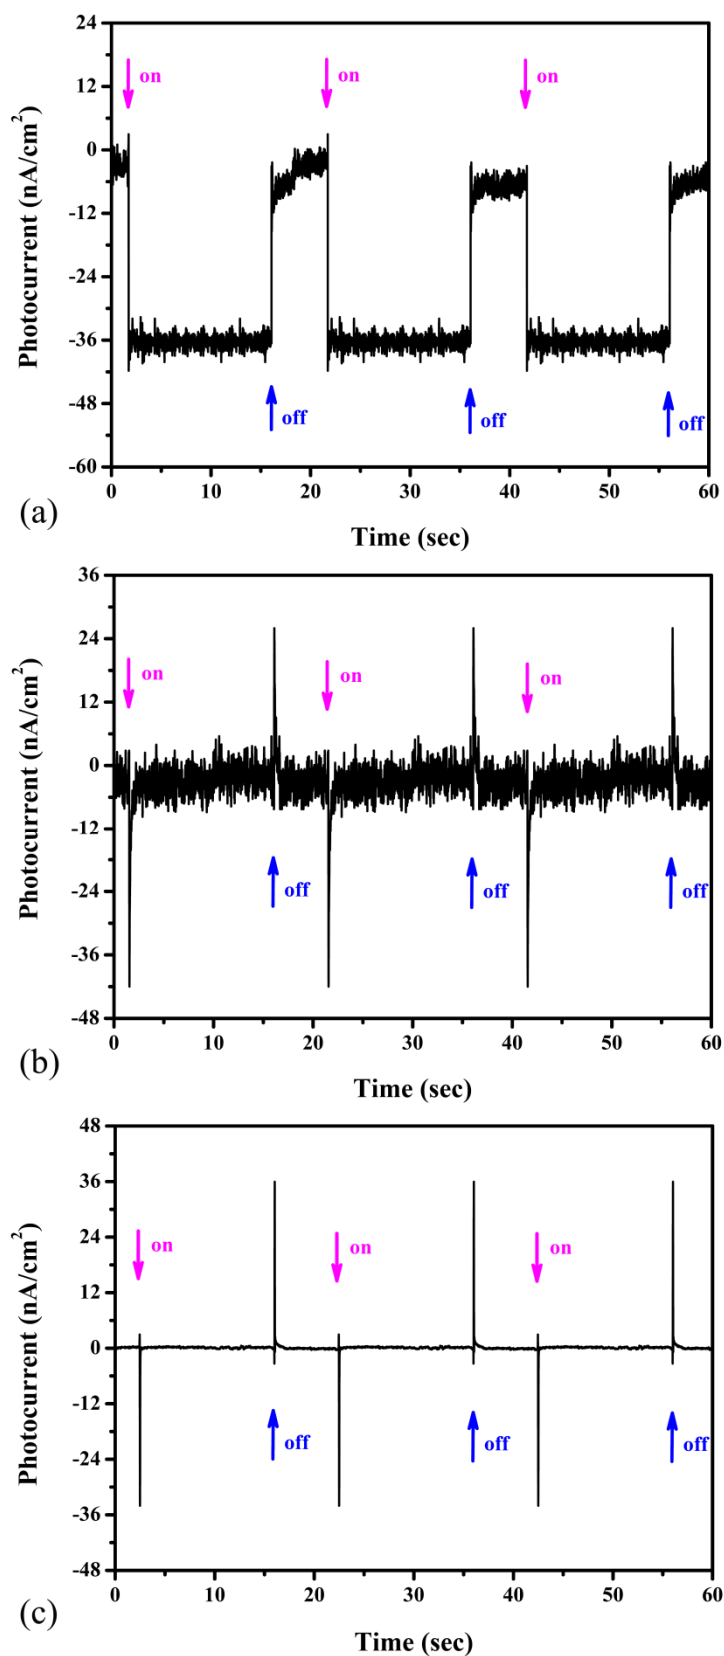 Photocurrent (nA/cm²)
24
12
0
-12
-24
-36
-48
-60
on on on
off off off
0 10 20 30 40 50 60
Time (sec)
(a)
Photocurrent (nA/cm²)
36
24
12
0
-12
-24
-36
-48
on on on
off off off
0 10 20 30 40 50 60
Time (sec)
(b)
Photocurrent (nA/cm²)
48
36
24
12
0
-12
-24
-36
-48
on on on
off off off
0 10 20 30 40 50 60
Time (sec)
(c)